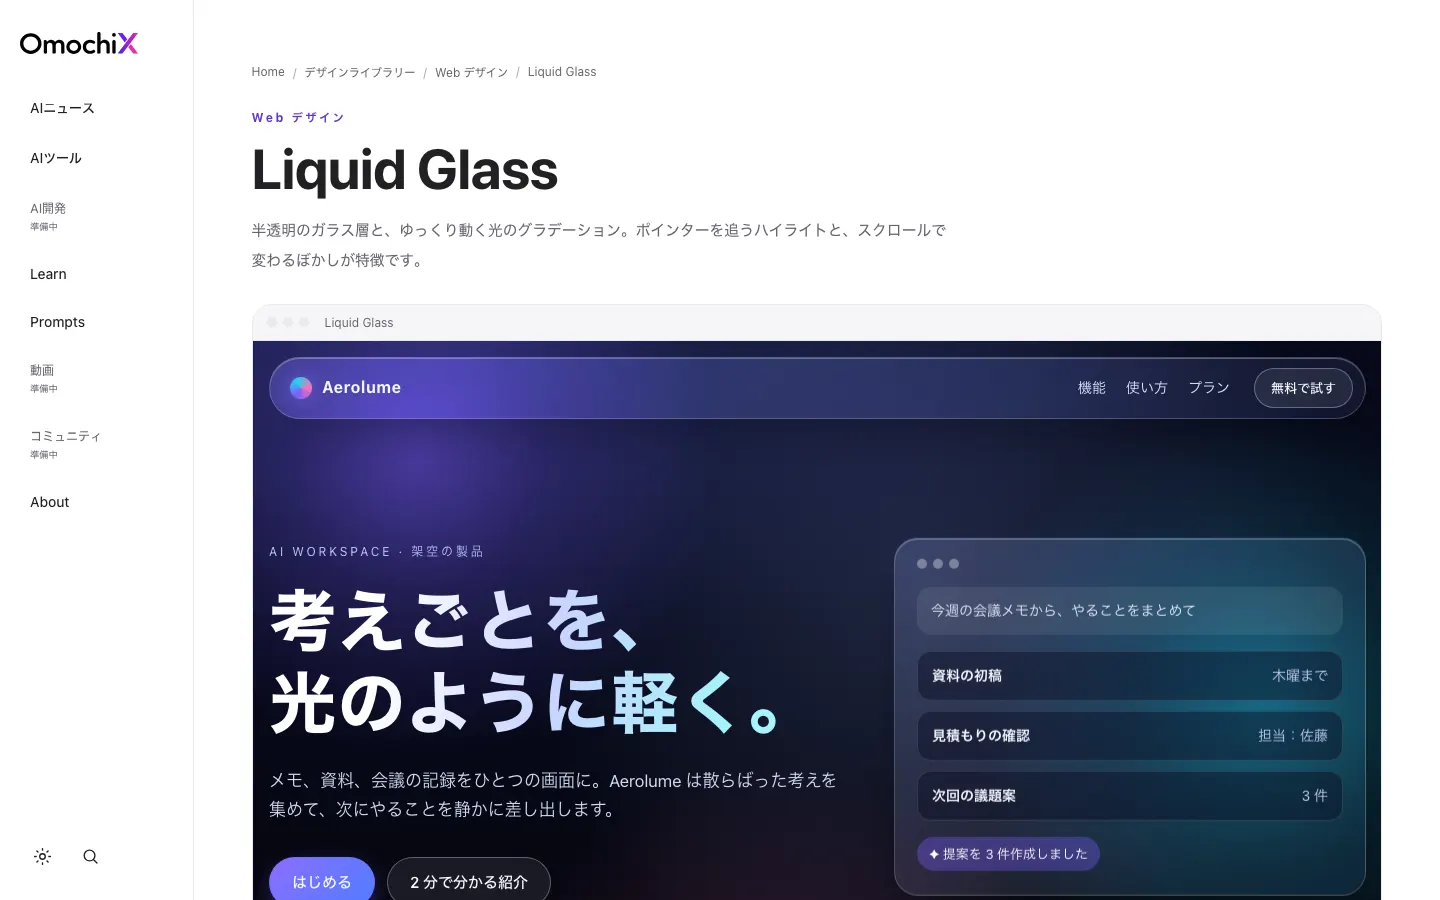 OmochiX
AIニュース
AIツール
AI開発
準備中
Learn
Prompts
動画
準備中
コミュニティ
準備中
About
Home / デザインライブラリー / Web デザイン / Liquid Glass
Web デザイン
Liquid Glass
半透明のガラス層と、ゆっくり動く光のグラデーション。ポインターを追うハイライトと、スクロールで
変わるぼかしが特徴です。
Liquid Glass
Aerolume
機能 使い方 プラン 無料で試す
AI WORKSPACE · 架空の製品
考えごとを、
光のように軽く。
メモ、資料、会議の記録をひとつの画面に。Aerolume は散らばった考えを
集めて、次にやることを静かに差し出します。
はじめる 2 分で分かる紹介
今週の会議メモから、やることをまとめて
資料の初稿 木曜まで
見積もりの確認 担当：佐藤
次回の議題案 3 件
✦ 提案を 3 件作成しました